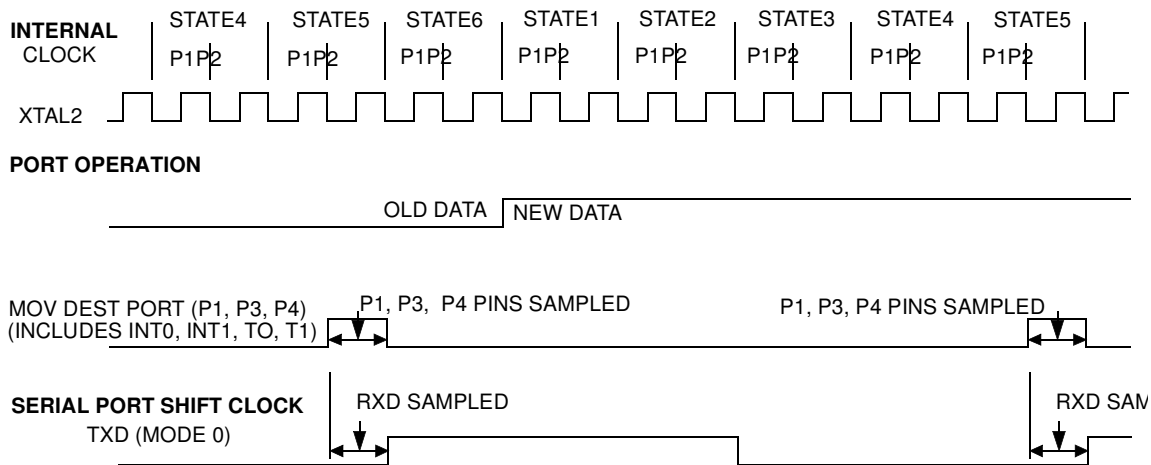 INTERNAL CLOCK
STATE4 STATE5 STATE6 STATE1 STATE2 STATE3 STATE4 STATE5
P1P2 P1P2 P1P2 P1P2 P1P2 P1P2 P1P2 P1P2
XTAL2
PORT OPERATION
OLD DATA NEW DATA
MOV DEST PORT (P1, P3, P4) P1, P3, P4 PINS SAMPLED P1, P3, P4 PINS SAMPLED
(INCLUDES INT0, INT1, TO, T1)
SERIAL PORT SHIFT CLOCK RXD SAMPLED RXD SAM
TXD (MODE 0)